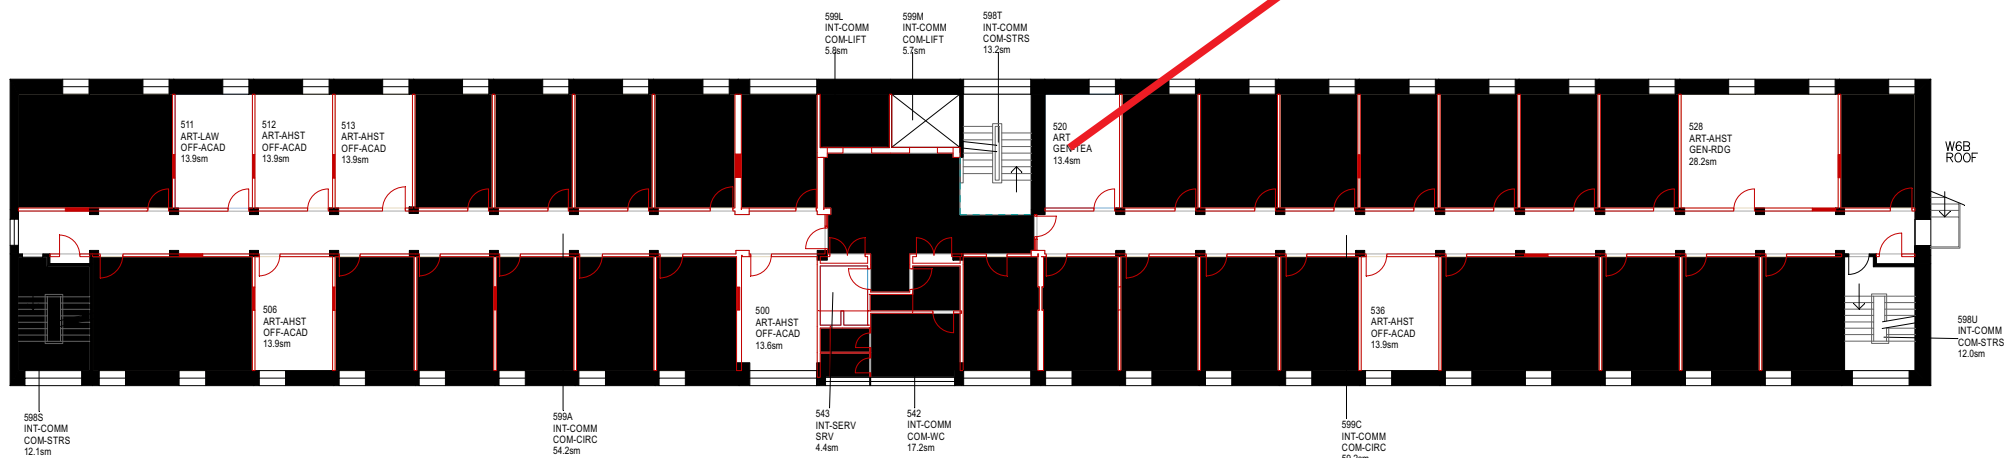 599L
INT-COMM
COM-LIFT
5.8sm
599M
INT-COMM
COM-LIFT
5.7sm
598T
INT-COMM
COM-STRS
13.2sm
511
ART-LAW
OFF-ACAD
13.9sm
512
ART-AHST
OFF-ACAD
13.9sm
513
ART-AHST
OFF-ACAD
13.9sm
520
ART
GEN-TEA
13.4sm
528
ART-AHST
GEN-RDG
28.2sm
W6B
ROOF
506
ART-AHST
OFF-ACAD
13.9sm
500
ART-AHST
OFF-ACAD
13.6sm
536
ART-AHST
OFF-ACAD
13.9sm
598U
INT-COMM
COM-STRS
12.0sm
598S
INT-COMM
COM-STRS
12.1sm
599A
INT-COMM
COM-CIRC
54.2sm
543
INT-SERV
SRV
4.4sm
542
INT-COMM
COM-WC
17.2sm
599C
INT-COMM
COM-CIRC